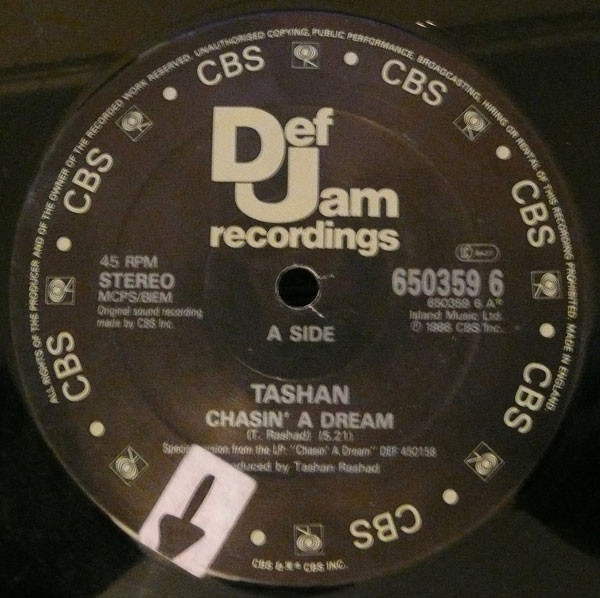 ALL RIGHTS OF THE PRODUCER AND OF THE OWNER OF THE RECORDED WORK RESERVED. UNAUTHORISED COPYING, PUBLIC PERFORMANCE, BROADCASTING, HIRING OR RENTAL OF THIS RECORDING PROHIBITED. MADE IN ENGLAND.
CBS
CBS
CBS
CBS
CBS
CBS
CBS
CBS
Def
Jam
recordings
45 RPM
STEREO
MCPS/BIEM
Original sound recording
made by CBS Inc.
650359 6
650359 6 A
Island Music Ltd.
℗ 1986 CBS Inc.
A SIDE
TASHAN
CHASIN' A DREAM
(T. Rashad) (5.21)
from the LP: "Chasin' A Dream" DEF 450158
by Tashan Rashad
CBS & ® CBS INC.